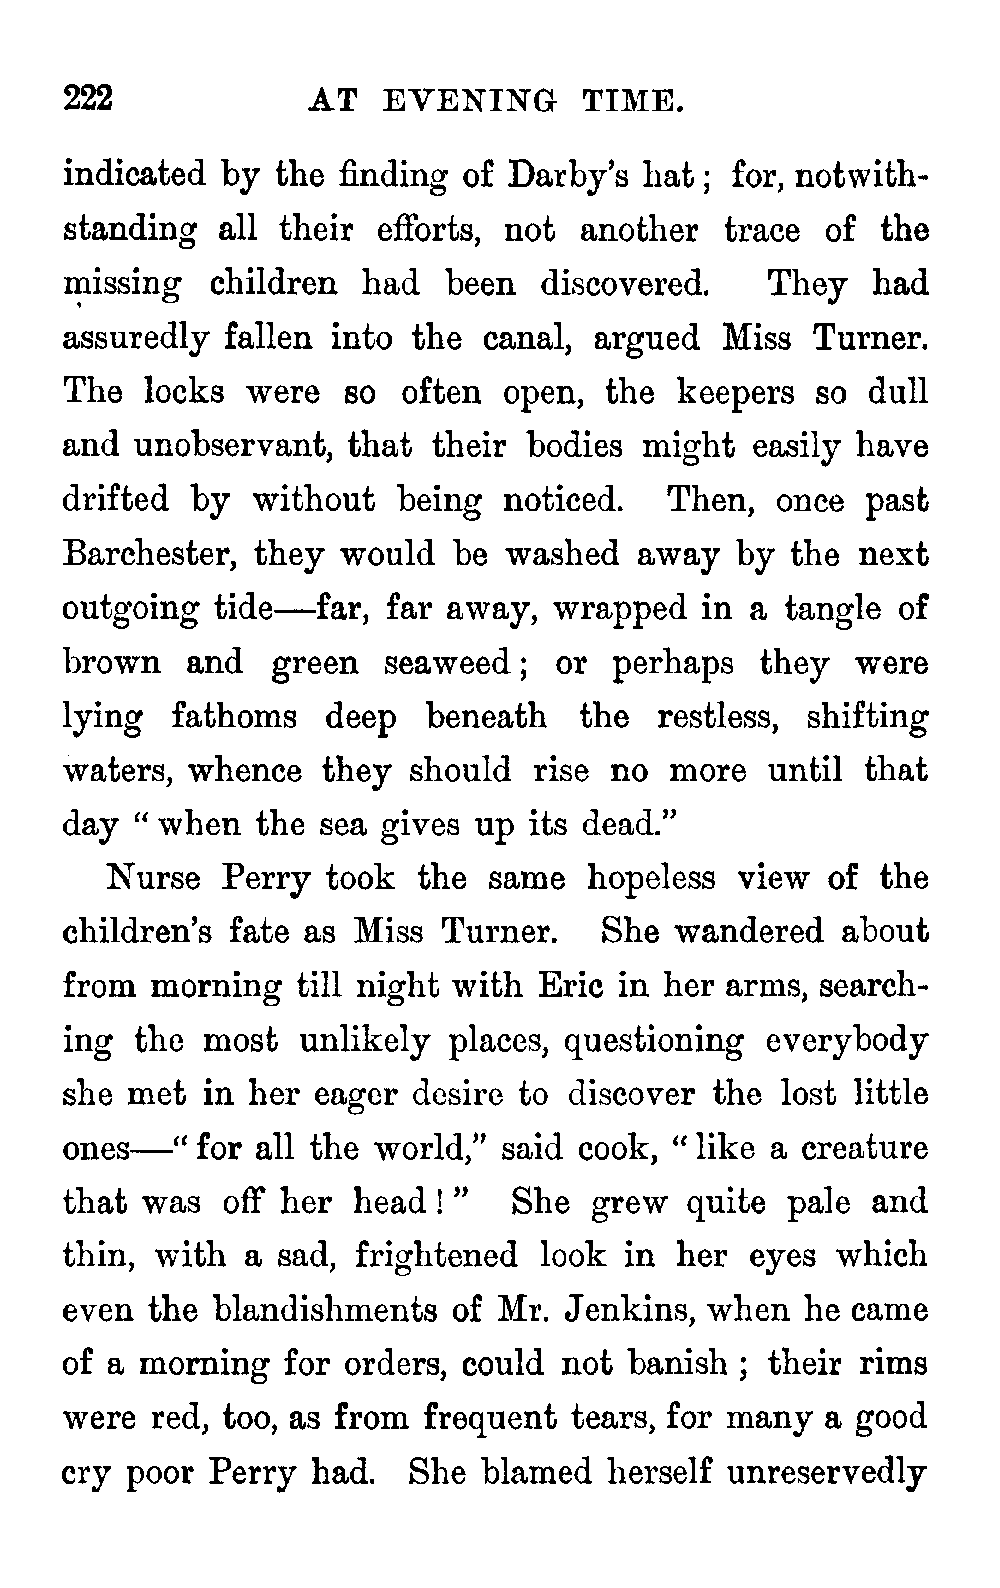 222 AT EVENING TIME.
indicated by the finding of Darby's hat; for, notwith-
standing all their efforts, not another trace of the
missing children had been discovered. They had
assuredly fallen into the canal, argued Miss Turner.
The locks were so often open, the keepers so dull
and unobservant, that their bodies might easily have
drifted by without being noticed. Then, once past
Barchester, they would be washed away by the next
outgoing tide—far, far away, wrapped in a tangle of
brown and green seaweed; or perhaps they were
lying fathoms deep beneath the restless, shifting
waters, whence they should rise no more until that
day "when the sea gives up its dead."
Nurse Perry took the same hopeless view of the
children's fate as Miss Turner. She wandered about
from morning till night with Eric in her arms, search-
ing the most unlikely places, questioning everybody
she met in her eager desire to discover the lost little
ones—"for all the world," said cook, "like a creature
that was off her head!" She grew quite pale and
thin, with a sad, frightened look in her eyes which
even the blandishments of Mr. Jenkins, when he came
of a morning for orders, could not banish; their rims
were red, too, as from frequent tears, for many a good
cry poor Perry had. She blamed herself unreservedly